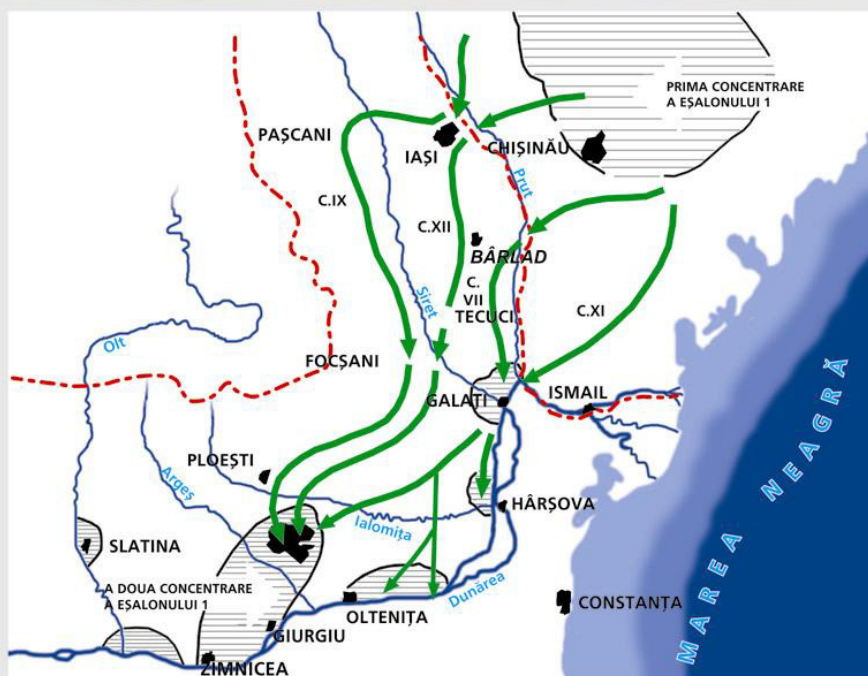 PRIMA CONCENTRARE
A EȘALONULUI 1
PAȘCANI
IAȘI
CHIȘINĂU
Prut
C.IX
C.XII
BÂRLAD
C.
VII
TECUCI
C.XI
Siret
Olt
FOCȘANI
GALAȚI
ISMAIL
MAREA NEAGRĂ
PLOEȘTI
Argeș
Ialomița
HÂRȘOVA
SLATINA
A DOUA CONCENTRARE
A EȘALONULUI 1
Dunărea
OLTENIȚA
CONSTANȚA
GIURGIU
ZIMNICEA